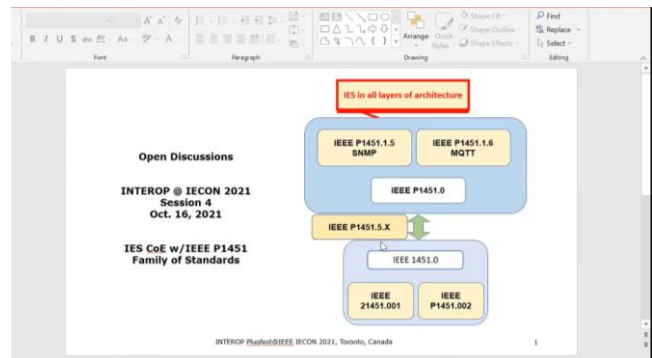 Find
Replace
Select
Arrange
Quick
Styles
Shape Fill
Shape Outline
Shape Effects
Font
Paragraph
Drawing
Editing
IES in all layers of architecture
IEEE P1451.1.5
SNMP
IEEE P1451.1.6
MQTT
IEEE P1451.0
IEEE P1451.5.X
IEEE 1451.0
IEEE
21451.001
IEEE
P1451.002
Open Discussions
INTEROP @ IECON 2021
Session 4
Oct. 16, 2021
IES CoE w/IEEE P1451
Family of Standards
INTEROP Plugfest@IEEE IECON 2021, Toronto, Canada
1